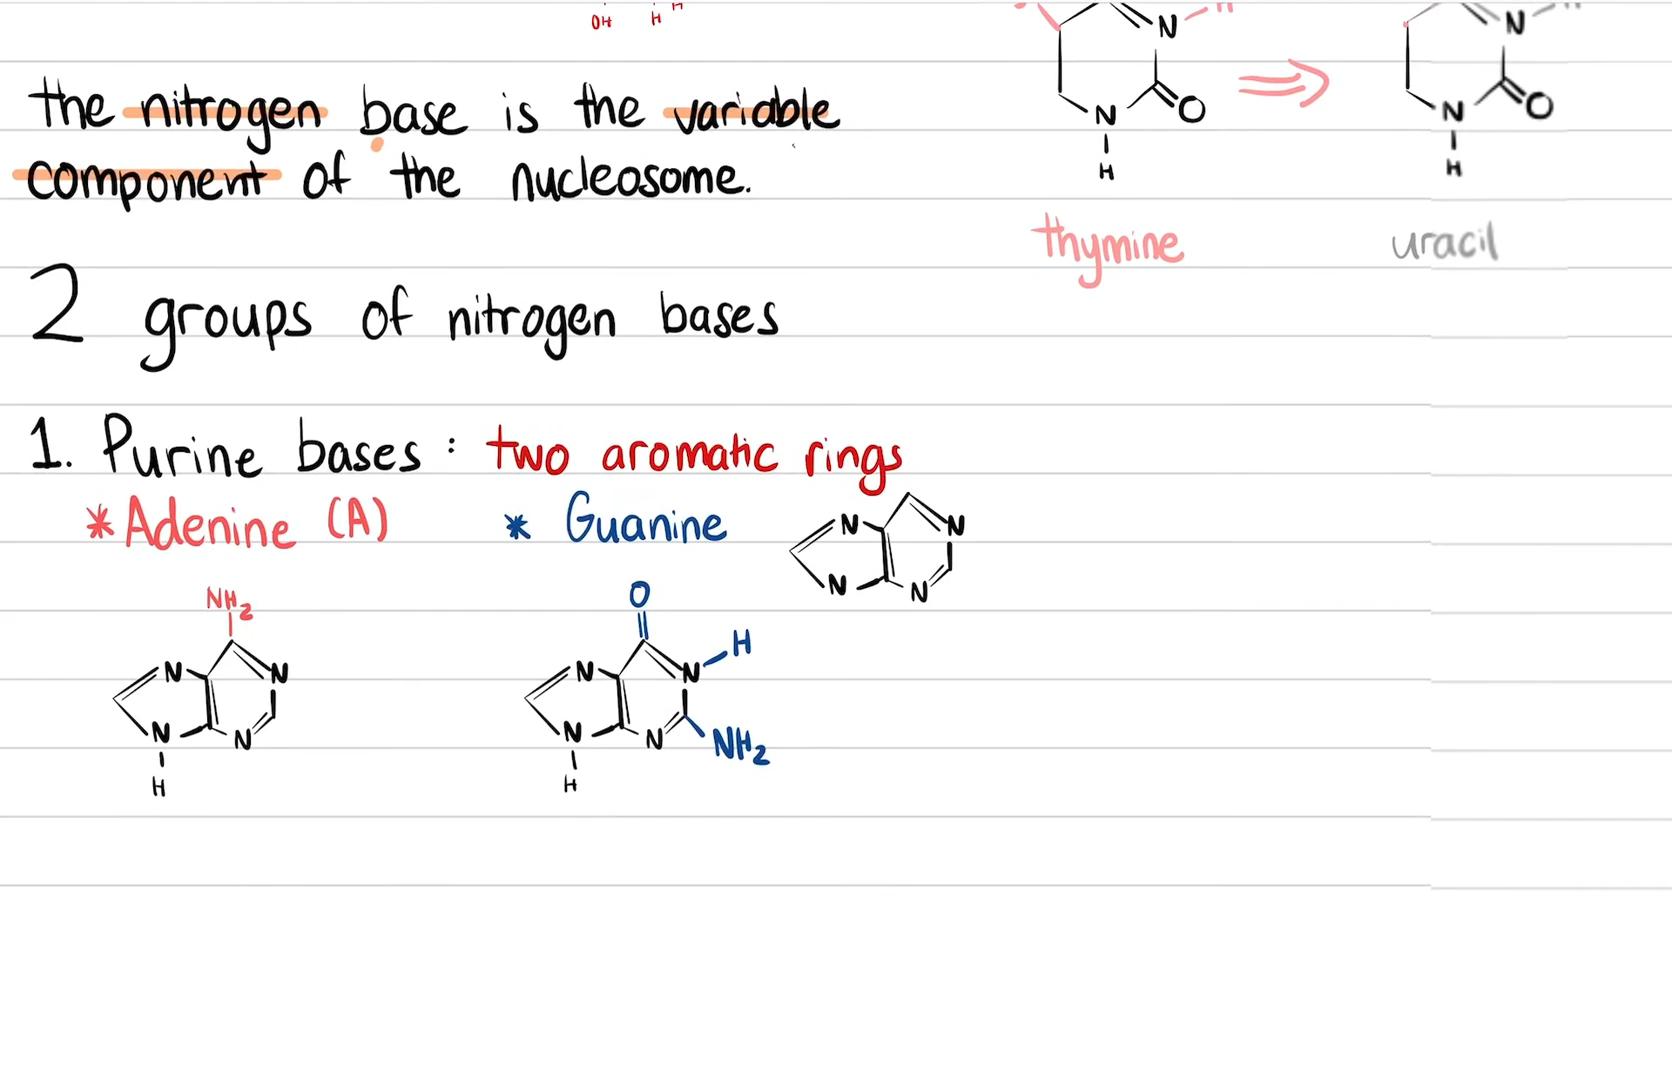 OH H H
the nitrogen base is the variable
component of the nucleosome.
N
O
N
H
thymine
N
O
N
H
uracil
2 groups of nitrogen bases
1. Purine bases : two aromatic rings
* Adenine (A) * Guanine
N N
N N
NH2
N N
N N
H
O
H
N N
N N
NH2
H